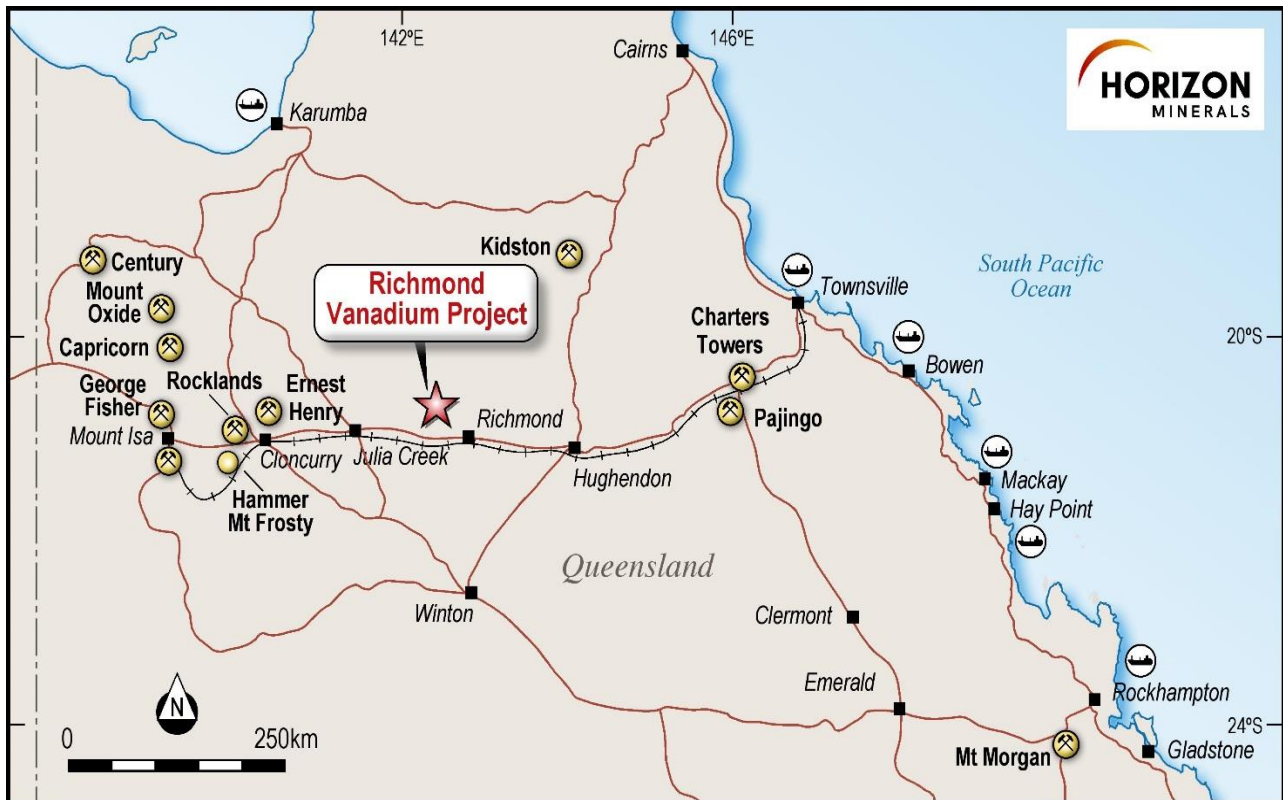 142ºE
146ºE
Cairns
HORIZON
MINERALS
Karumba
Kidston
Century
South Pacific
Ocean
Richmond
Vanadium Project
Mount
Oxide
Townsville
Charters
Towers
20ºS
Capricorn
Bowen
Rocklands
Ernest
Henry
George
Fisher
Richmond
Pajingo
Mount Isa
Cloncurry
Julia Creek
Hughendon
Mackay
Hay Point
Hammer
Mt Frosty
Queensland
Winton
Clermont
Emerald
Rockhampton
N
0
250km
24ºS
Mt Morgan
Gladstone